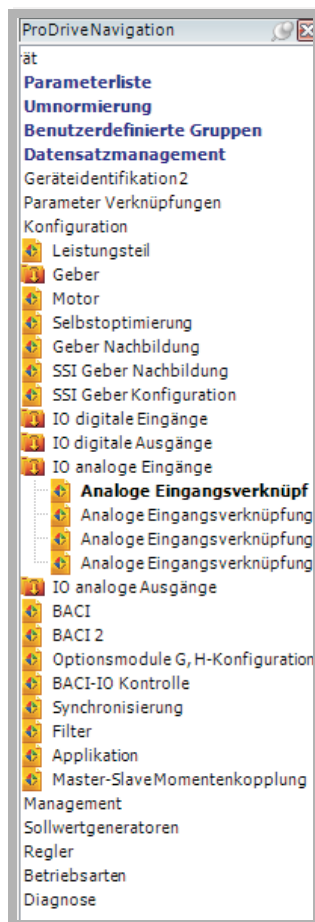 ProDriveNavigation
rät
Parameterliste
Umnormierung
Benutzerdefinierte Gruppen
Datensatzmanagement
Geräteidentifikation2
Parameter Verknüpfungen
Konfiguration
Leistungsteil
Geber
Motor
Selbstoptimierung
Geber Nachbildung
SSI Geber Nachbildung
SSI Geber Konfiguration
IO digitale Eingänge
IO digitale Ausgänge
IO analoge Eingänge
Analoge Eingangsverknüpf
Analoge Eingangsverknüpfung
Analoge Eingangsverknüpfung
Analoge Eingangsverknüpfung
IO analoge Ausgänge
BACI
BACI 2
Optionsmodule G, H-Konfiguration
BACI-IO Kontrolle
Synchronisierung
Filter
Applikation
Master-SlaveMomentenkopplung
Management
Sollwertgeneratoren
Regler
Betriebsarten
Diagnose